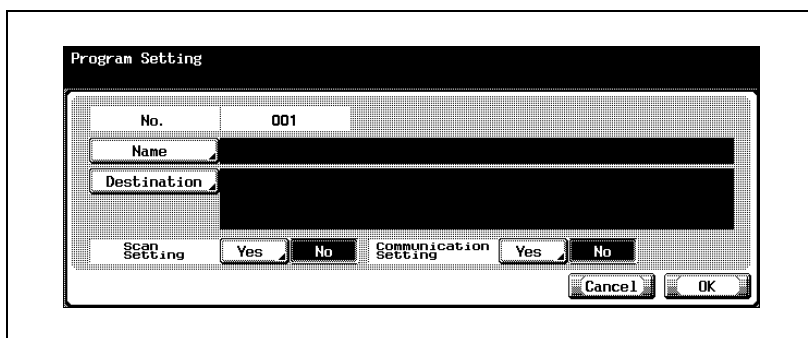 Program Setting
No. 001
Name
Destination
Scan Setting Yes No Communication Setting Yes No
Cancel OK